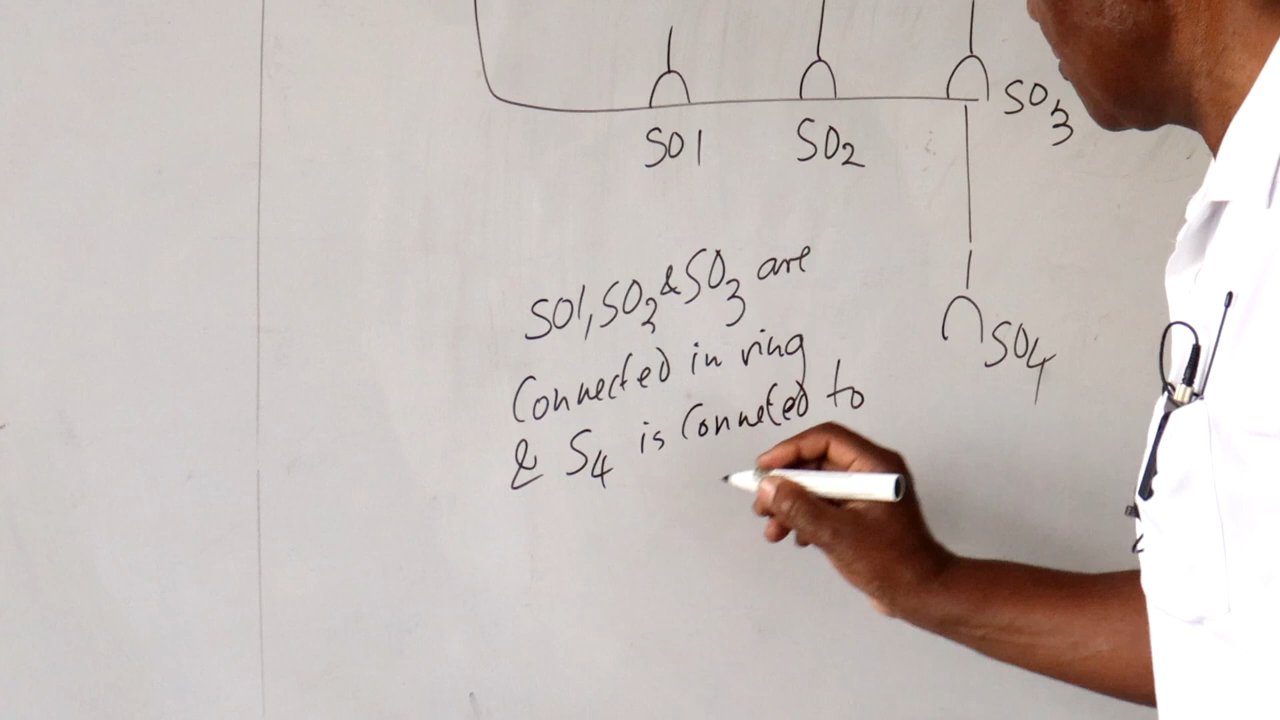 SO1 SO2 SO3
SO4
SO1, SO2 & SO3 are
Connected in ring
& S4 is Conneted to